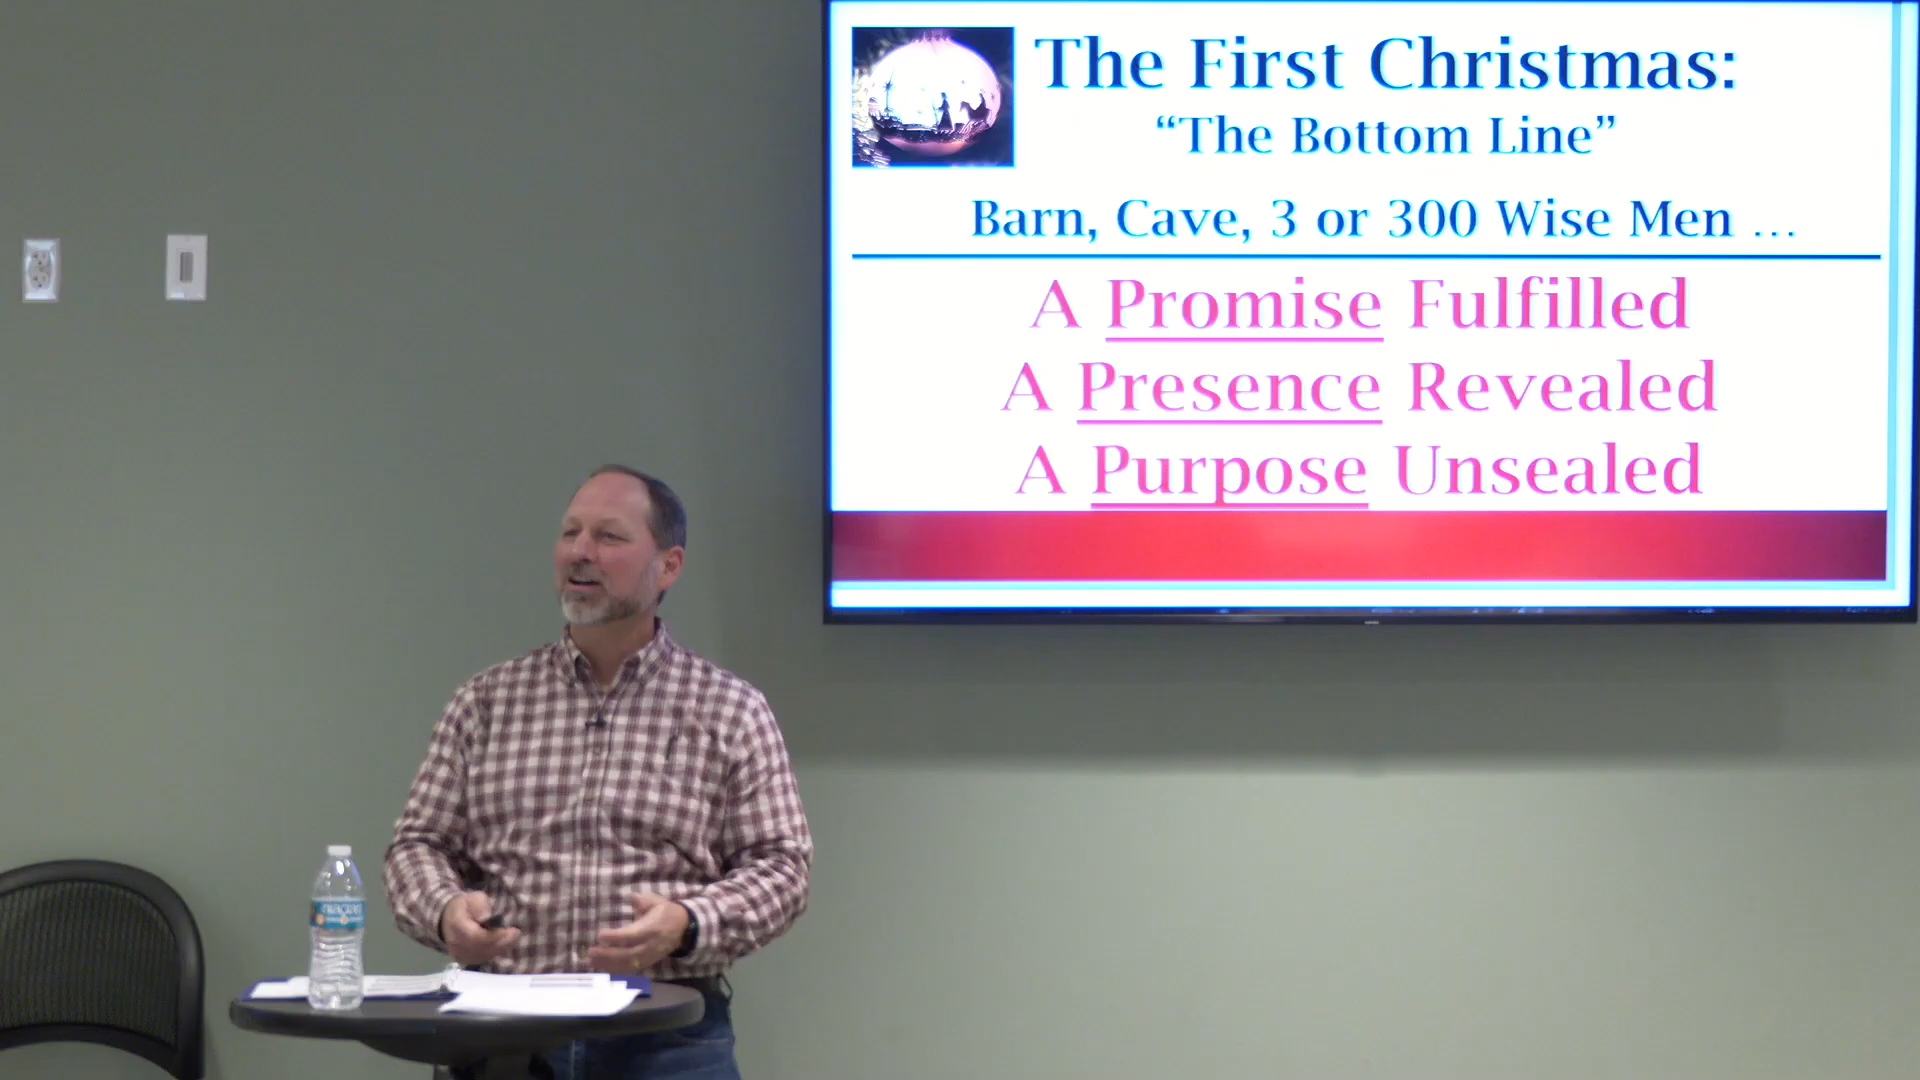 The First Christmas:
“The Bottom Line”
Barn, Cave, 3 or 300 Wise Men ...
A Promise Fulfilled
A Presence Revealed
A Purpose Unsealed